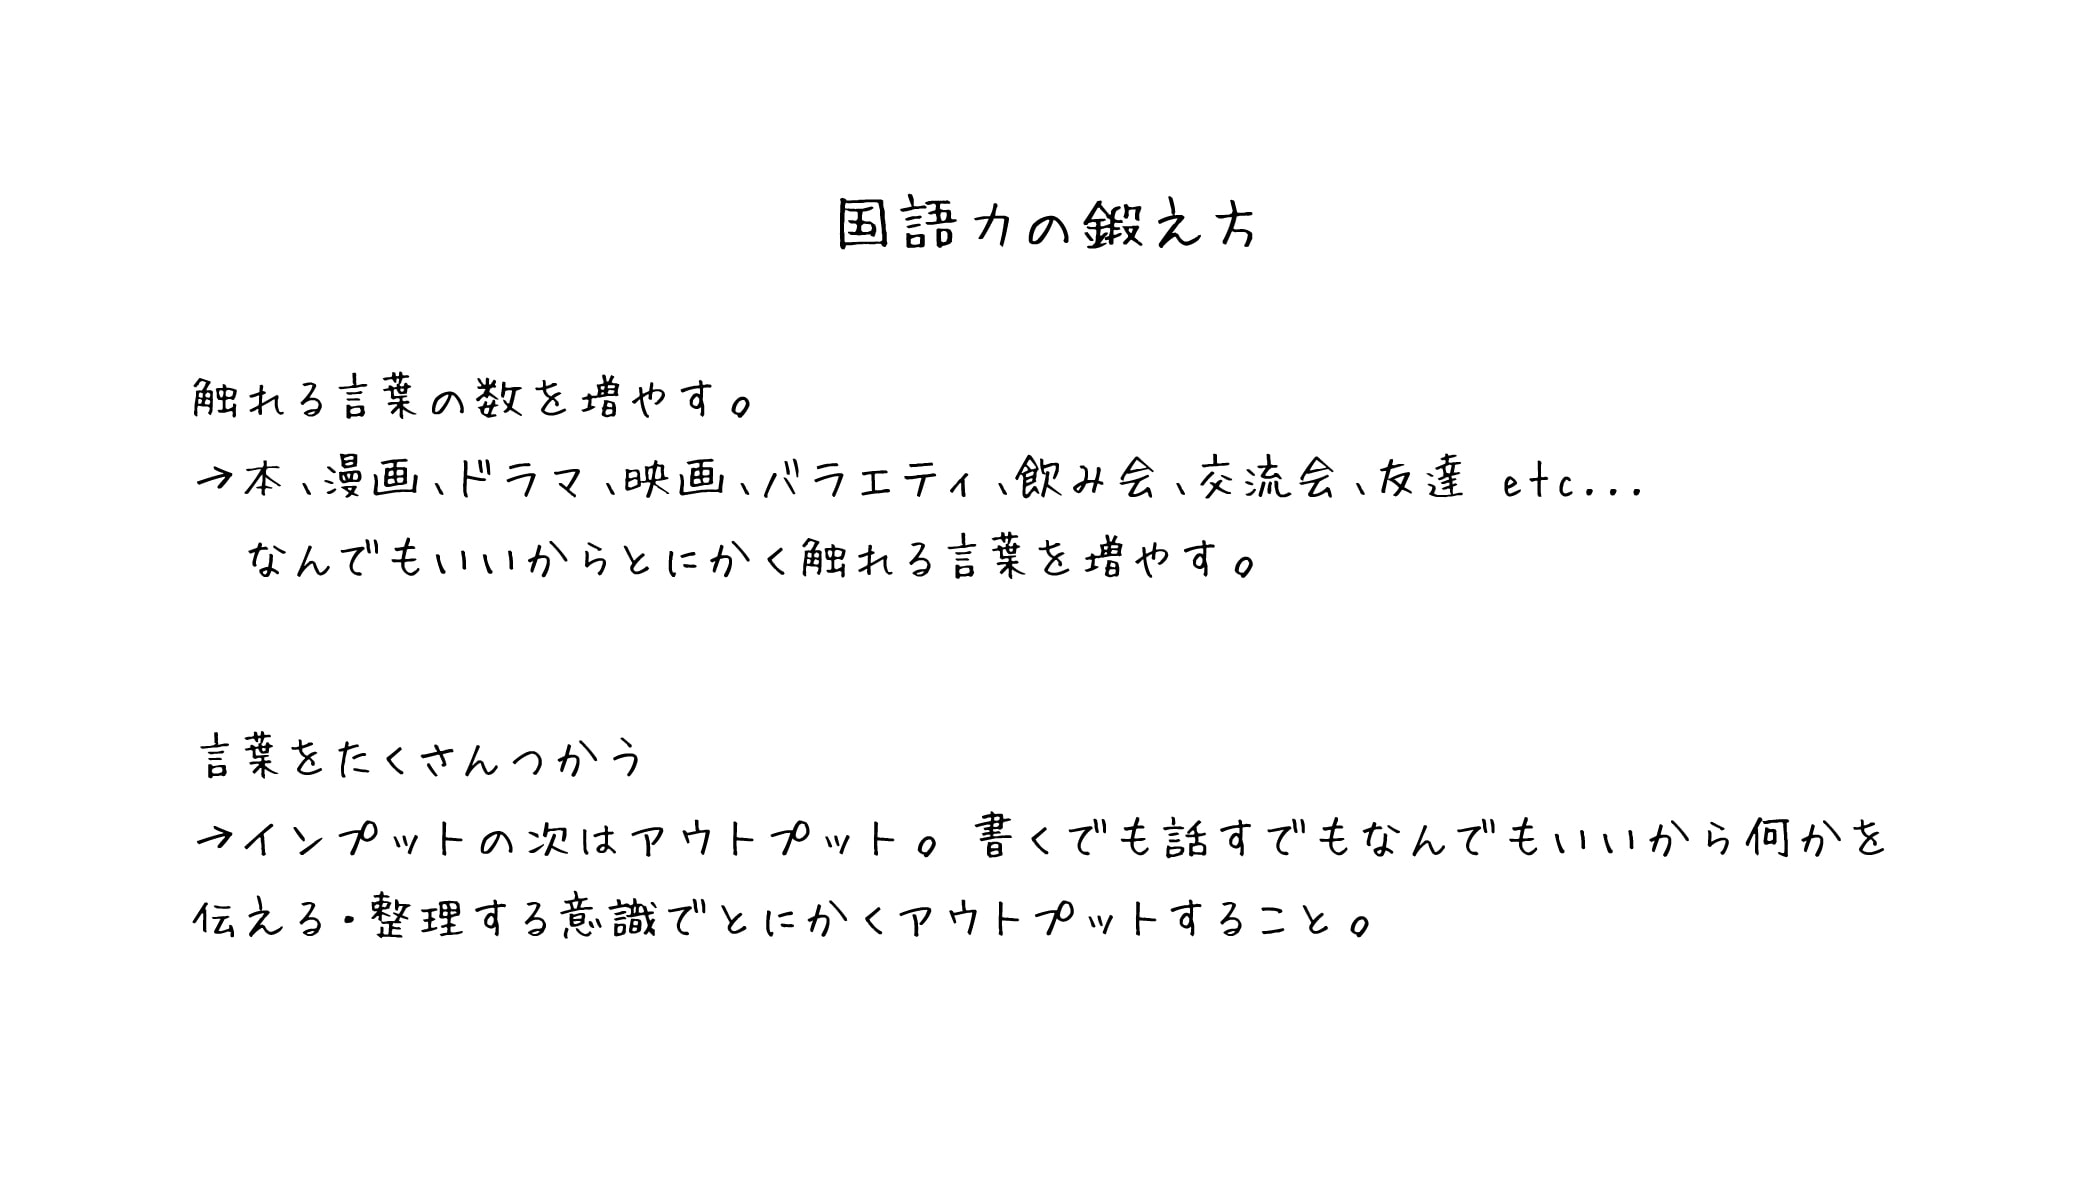 国語力の鍛え方
触れる言葉の数を増やす。
→本、漫画、ドラマ、映画、バラエティ、飲み会、交流会、友達 etc...
なんでもいいからとにかく触れる言葉を増やす。
言葉をたくさんつかう
→インプットの次はアウトプット。書くでも話すでもなんでもいいから何かを
伝える・整理する意識でとにかくアウトプットすること。